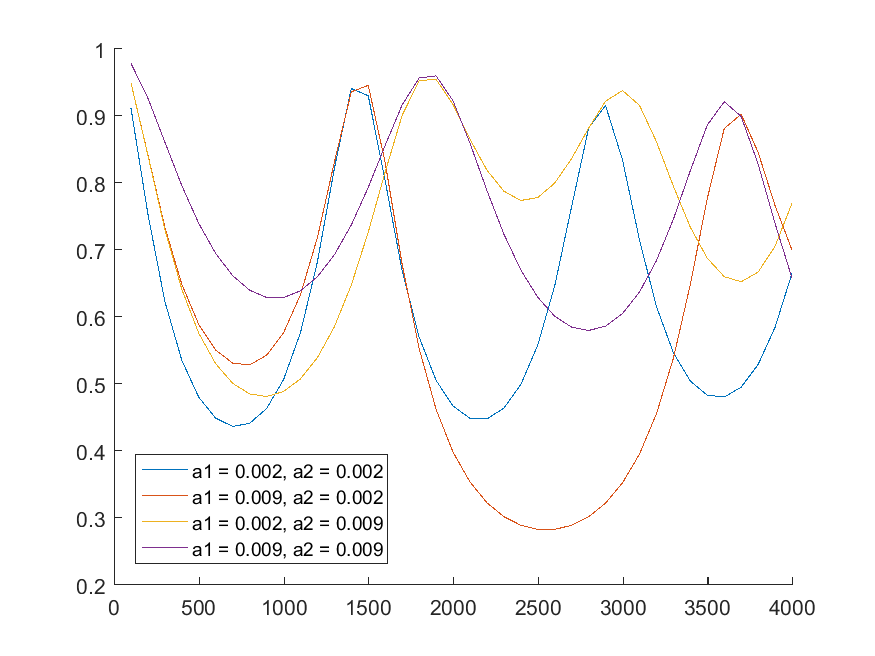 1
0.9
0.8
0.7
0.6
0.5
0.4
0.3
0.2
a1 = 0.002, a2 = 0.002
a1 = 0.009, a2 = 0.002
a1 = 0.002, a2 = 0.009
a1 = 0.009, a2 = 0.009
0 500 1000 1500 2000 2500 3000 3500 4000